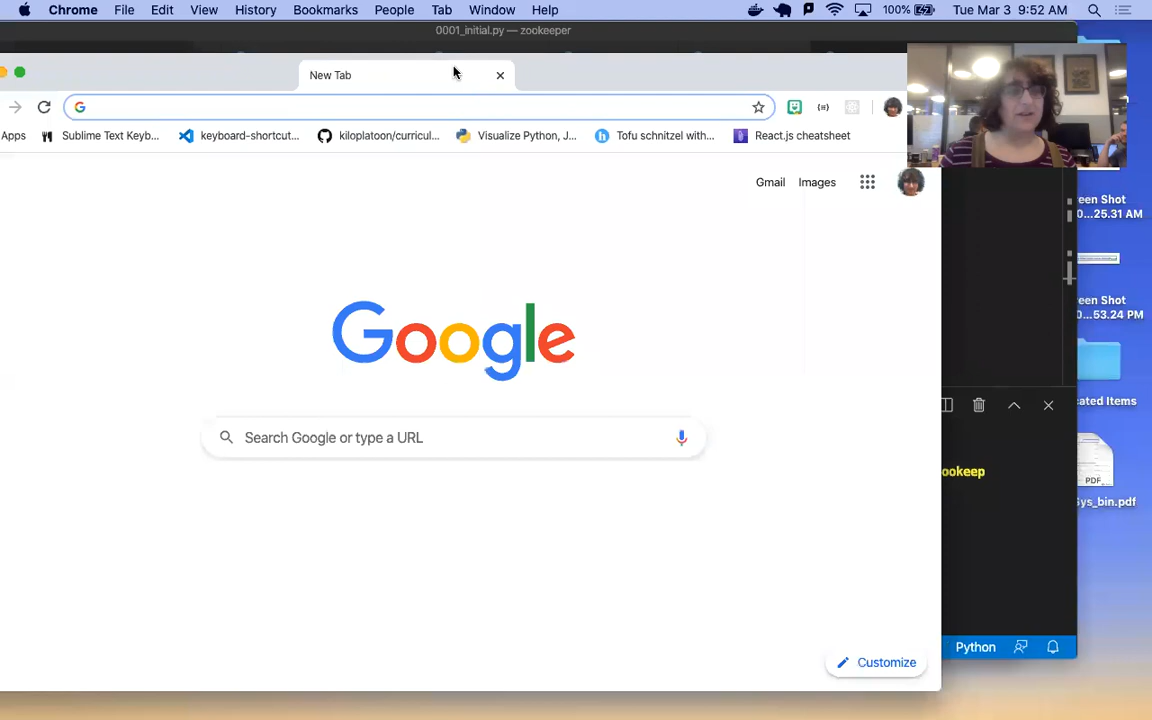 Chrome File Edit View History Bookmarks People Tab Window Help 100% Tue Mar 3 9:52 AM
0001_initial.py — zookeeper
New Tab
Apps Sublime Text Keyb... keyboard-shortcut... kiloplatoon/curricul... Visualize Python, J... Tofu schnitzel with... React.js cheatsheet
Gmail Images
een Shot
0...25.31 AM
Google
een Shot
0...53.24 PM
cated Items
Search Google or type a URL
ookeep
PDF
ys_bin.pdf
Python
Customize